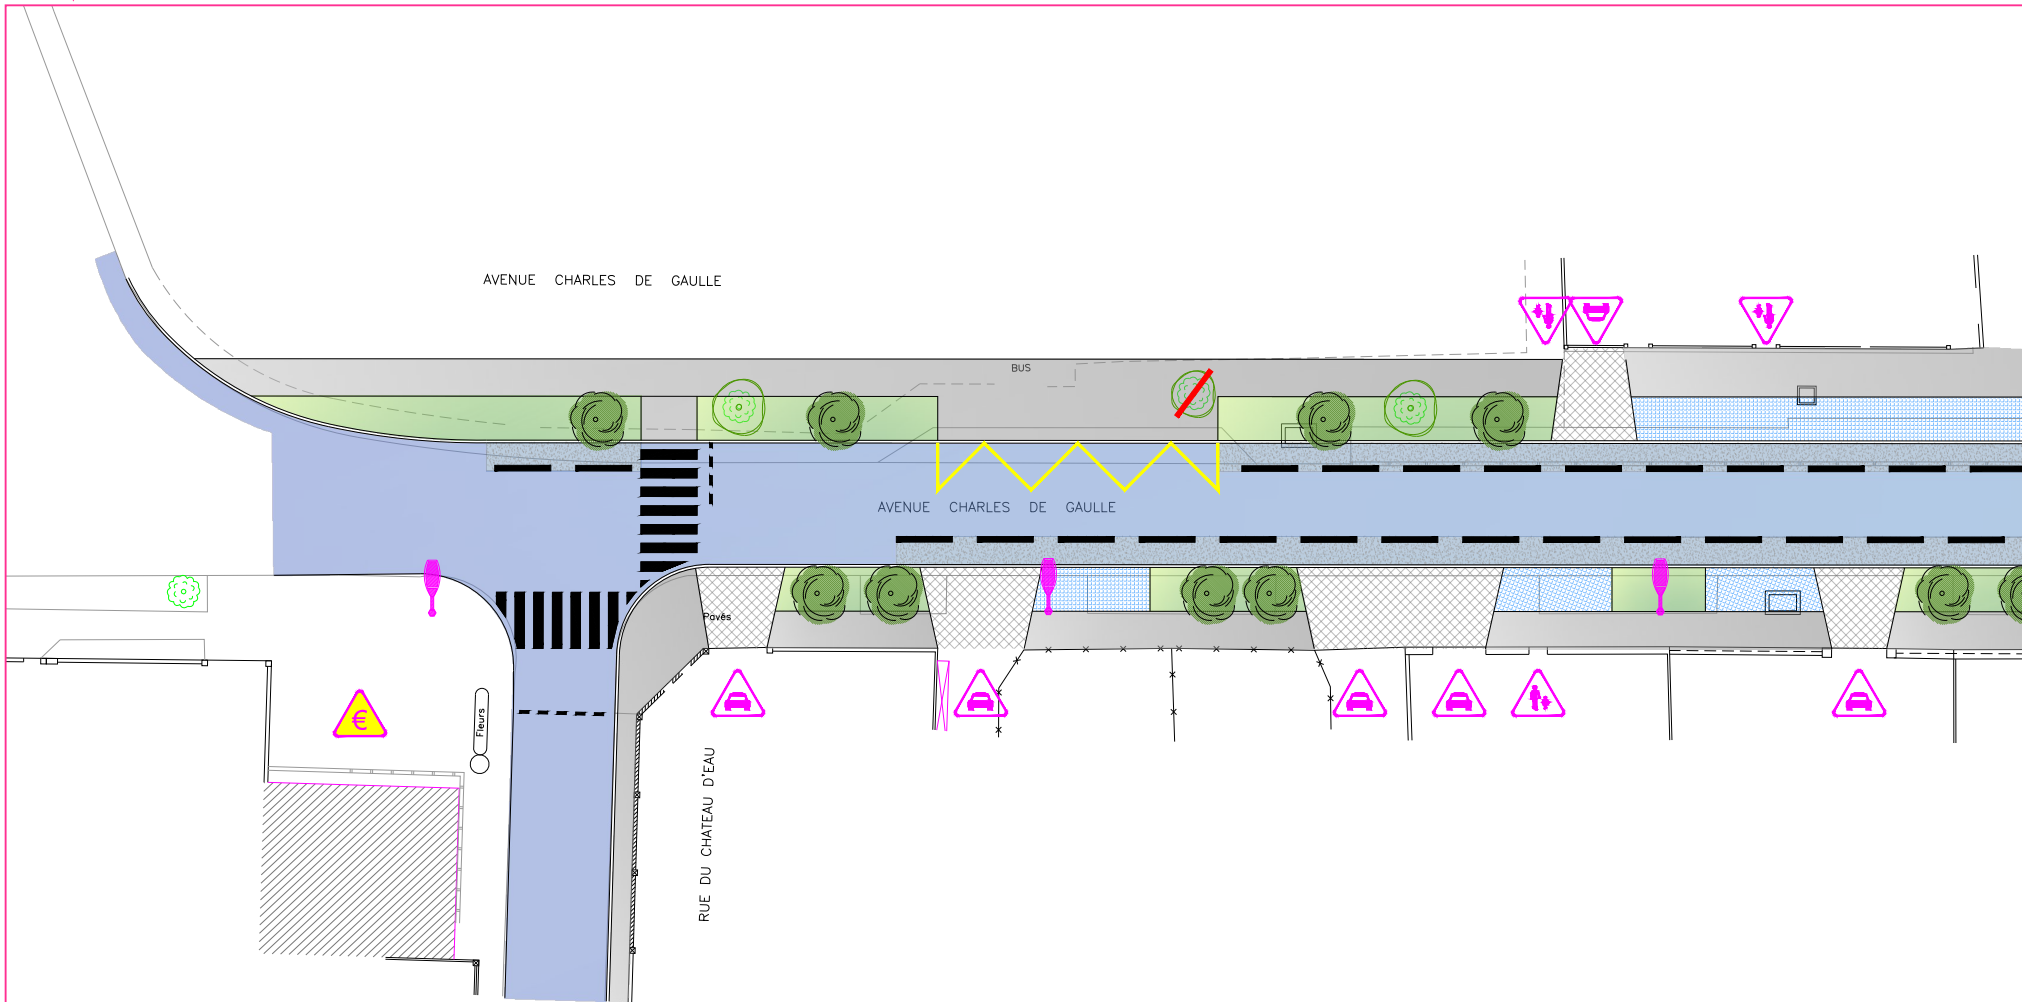 AVENUE CHARLES DE GAULLE
BUS
AVENUE CHARLES DE GAULLE
Pavés
€
Fleurs
RUE DU CHATEAU D'EAU